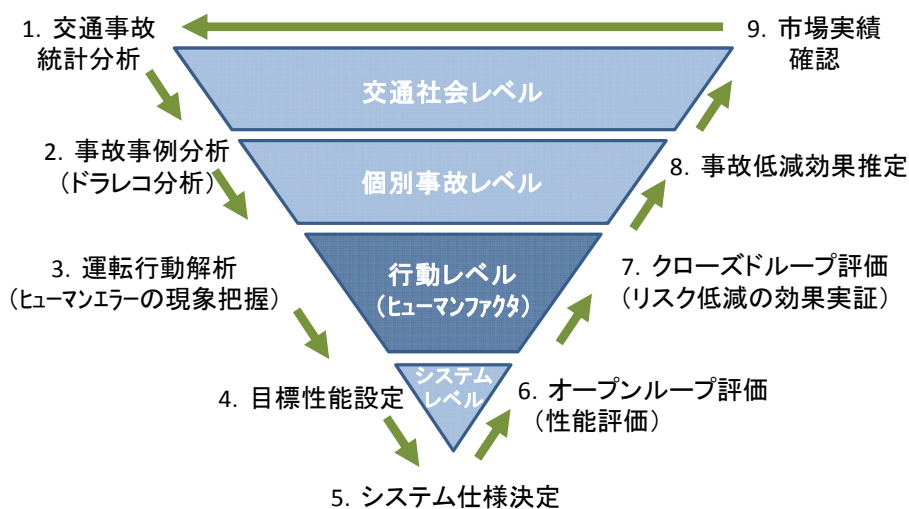 1. 交通事故
統計分析
9. 市場実績
確認
交通社会レベル
2. 事故事例分析
(ドラレコ分析)
個別事故レベル
8. 事故低減効果推定
3. 運転行動解析
(ヒューマンエラーの現象把握)
行動レベル
(ヒューマンファクタ)
7. クローズドループ評価
(リスク低減の効果実証)
4. 目標性能設定
システム
レベル
6. オープンループ評価
(性能評価)
5. システム仕様決定